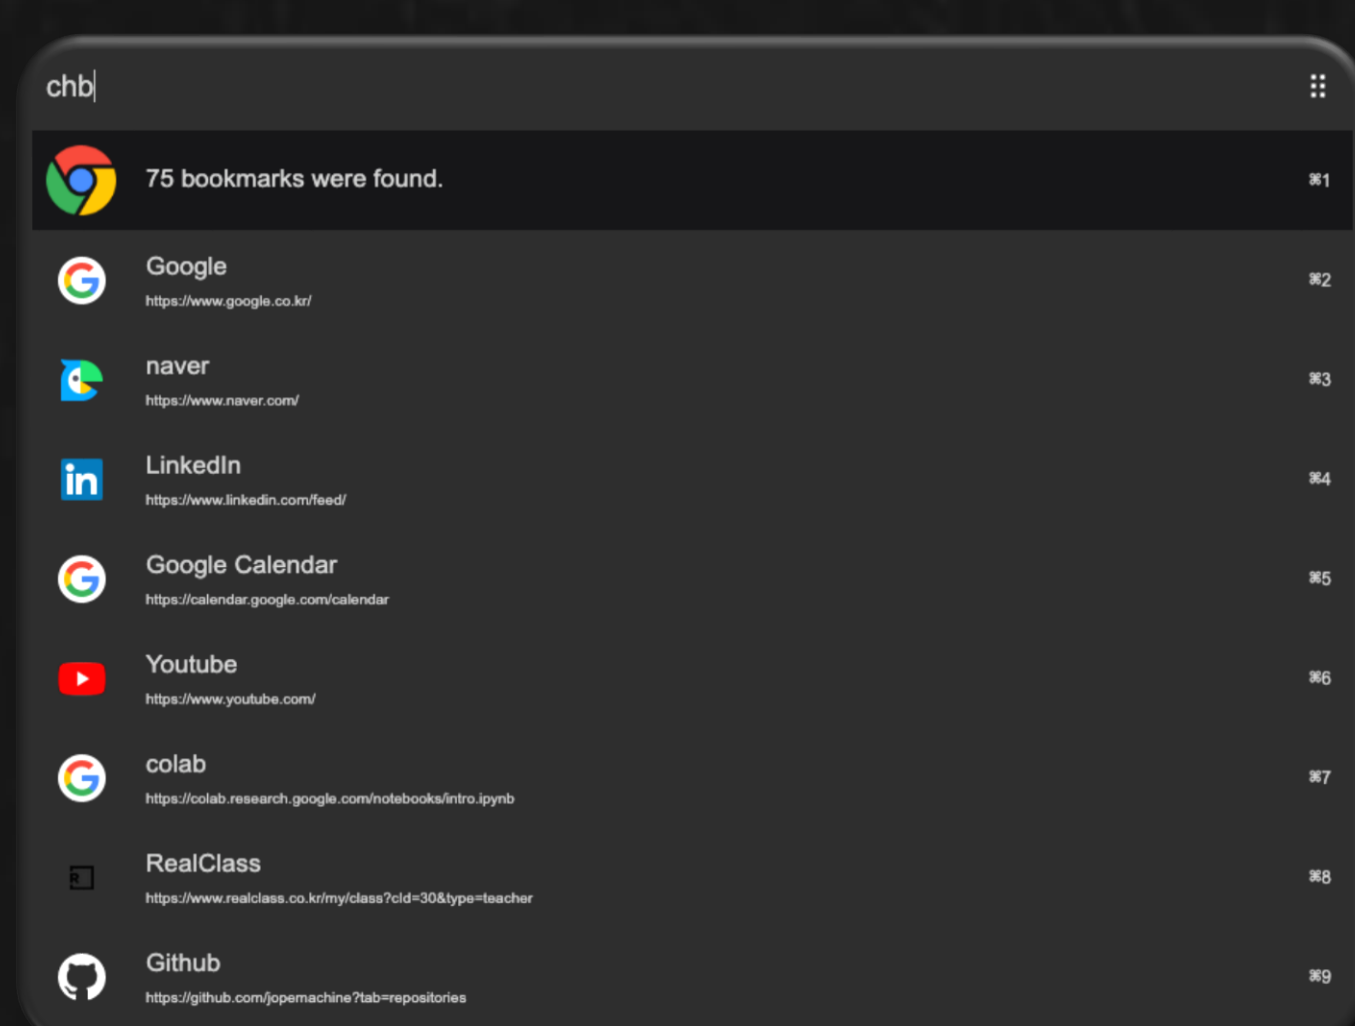 chb
75 bookmarks were found.
⌘1
Google
https://www.google.co.kr/
⌘2
naver
https://www.naver.com/
⌘3
LinkedIn
https://www.linkedin.com/feed/
⌘4
Google Calendar
https://calendar.google.com/calendar
⌘5
Youtube
https://www.youtube.com/
⌘6
colab
https://colab.research.google.com/notebooks/intro.ipynb
⌘7
RealClass
https://www.realclass.co.kr/my/class?cId=30&type=teacher
⌘8
Github
https://github.com/jopemachine?tab=repositories
⌘9